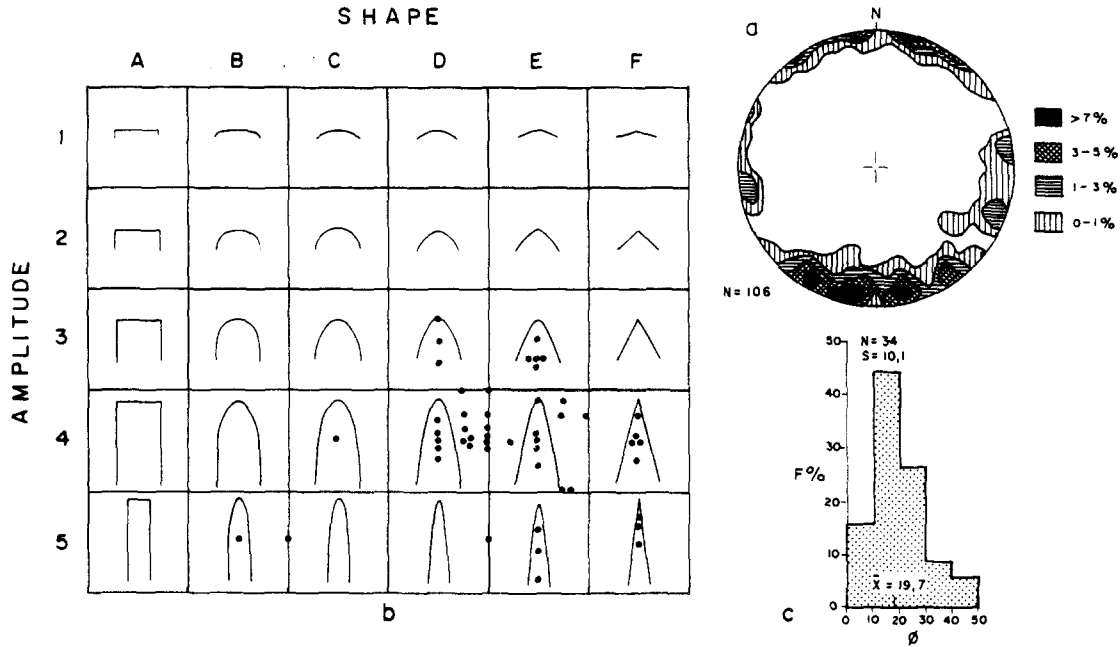 SHAPE
A B C D E F
AMPLITUDE
1
2
3
4
5
b
a
N
>7%
3-5%
1-3%
0-1%
N=106
N=34
S=10,1
F%
50
40
30
20
10
0
X̄=19,7
0 10 20 30 40 50
Ø
c